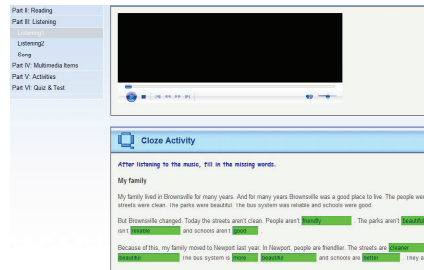 Part II: Reading
Part III: Listening
Listening1
Listening2
Song
Part IV: Multimedia Items
Part V: Activities
Part VI: Quiz & Test
Cloze Activity
After listening to the music, fill in the missing words.
My family
My family lived in Brownsville for many years. And for many years Brownsville was a good place to live. The people wer
streets were clean. The parks were beautiful. The bus system was reliable and schools were good.
But Brownsville changed. Today the streets aren't clean. People aren't friendly . The parks aren't beautiful
isn't reliable and schools aren't good .
Because of this, my family moved to Newport last year. In Newport, people are friendlier. The streets are cleaner
beautiful The bus system is more beautiful and schools are better . They a